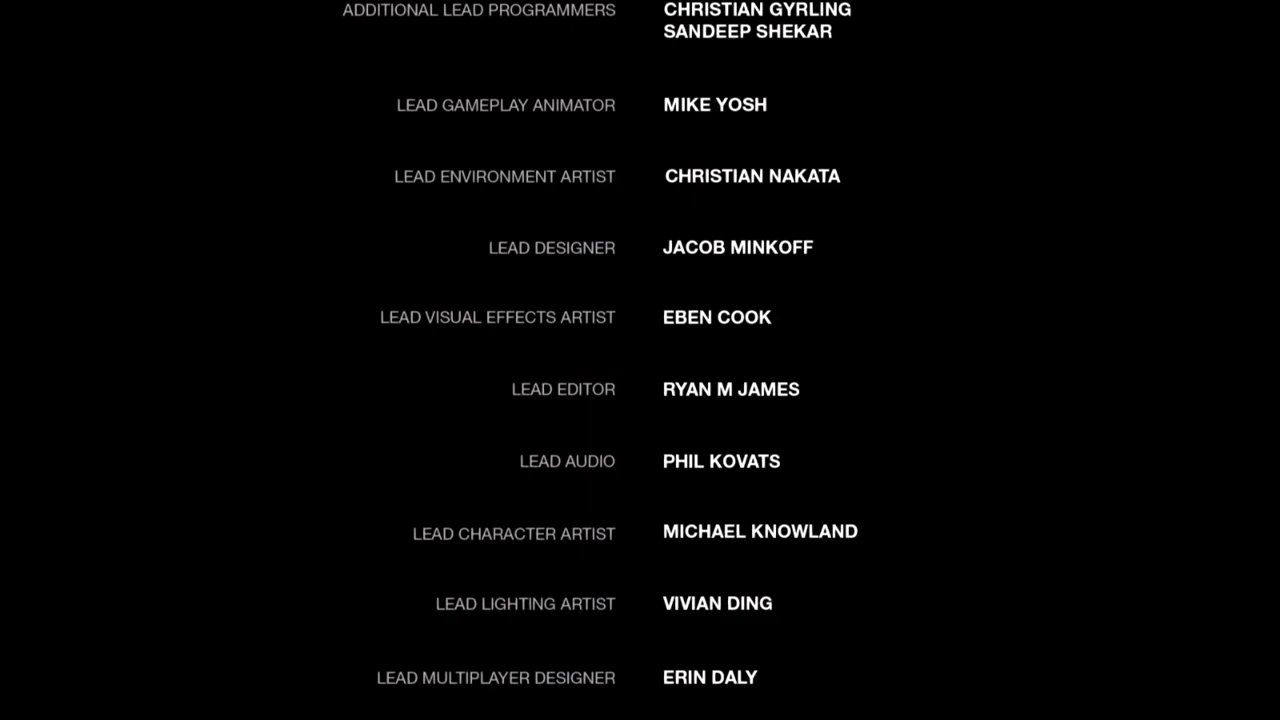 ADDITIONAL LEAD PROGRAMMERS CHRISTIAN GYRLING
SANDEEP SHEKAR
LEAD GAMEPLAY ANIMATOR MIKE YOSH
LEAD ENVIRONMENT ARTIST CHRISTIAN NAKATA
LEAD DESIGNER JACOB MINKOFF
LEAD VISUAL EFFECTS ARTIST EBEN COOK
LEAD EDITOR RYAN M JAMES
LEAD AUDIO PHIL KOVATS
LEAD CHARACTER ARTIST MICHAEL KNOWLAND
LEAD LIGHTING ARTIST VIVIAN DING
LEAD MULTIPLAYER DESIGNER ERIN DALY